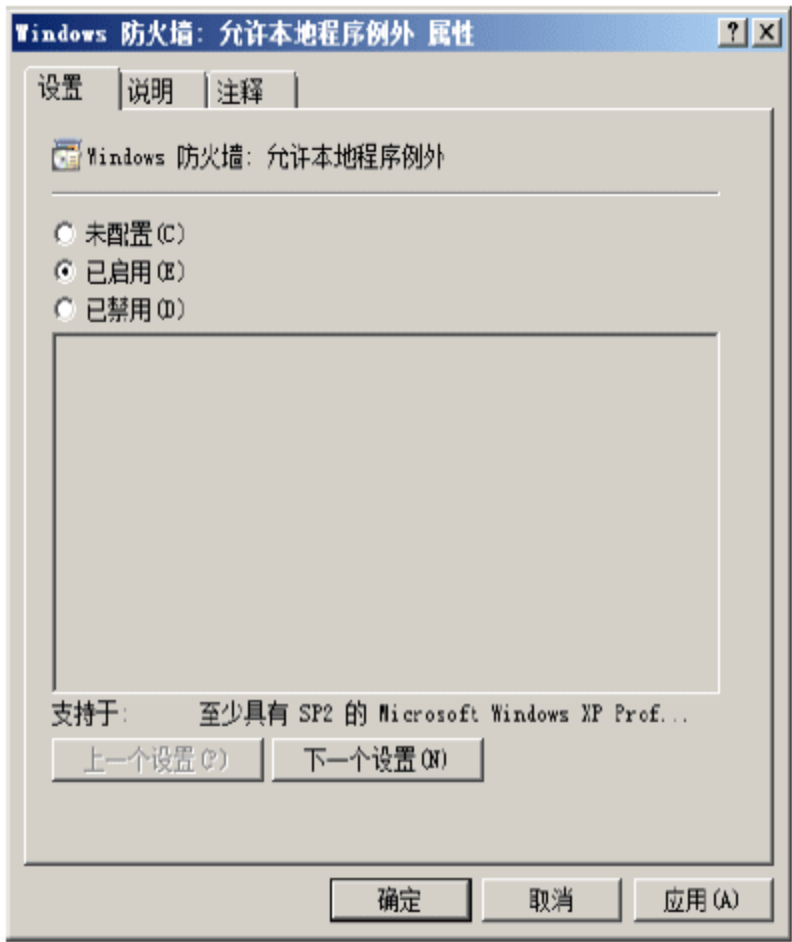 Windows 防火墙: 允许本地程序例外 属性
设置 说明 注释
Windows 防火墙: 允许本地程序例外
未配置(C)
已启用(E)
已禁用(D)
支持于: 至少具有 SP2 的 Microsoft Windows XP Prof...
上一个设置(P) 下一个设置(N)
确定 取消 应用(A)